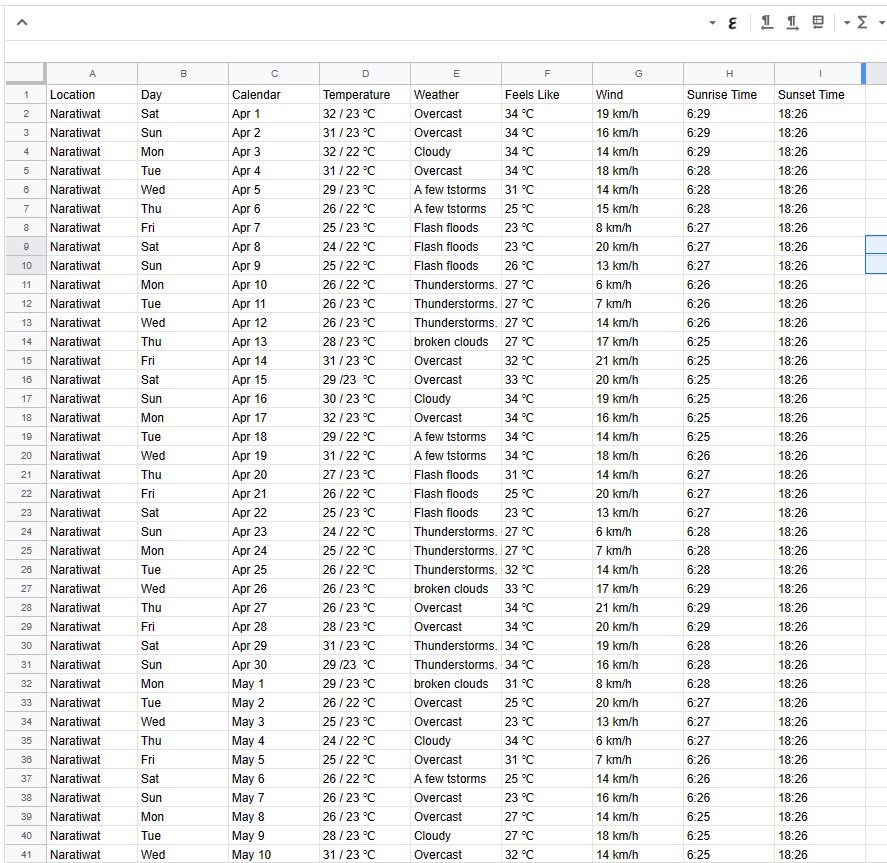 A B C D E F G H I
1 Location Day Calendar Temperature Weather Feels Like Wind Sunrise Time Sunset Time
2 Naratiwat Sat Apr 1 32 / 23 °C Overcast 34 °C 19 km/h 6:29 18:26
3 Naratiwat Sun Apr 2 31 / 23 °C Overcast 34 °C 16 km/h 6:29 18:26
4 Naratiwat Mon Apr 3 32 / 22 °C Cloudy 34 °C 14 km/h 6:29 18:26
5 Naratiwat Tue Apr 4 31 / 22 °C Overcast 34 °C 18 km/h 6:28 18:26
6 Naratiwat Wed Apr 5 29 / 23 °C A few tstorms 31 °C 14 km/h 6:28 18:26
7 Naratiwat Thu Apr 6 26 / 22 °C A few tstorms 25 °C 15 km/h 6:28 18:26
8 Naratiwat Fri Apr 7 25 / 23 °C Flash floods 23 °C 8 km/h 6:27 18:26
9 Naratiwat Sat Apr 8 24 / 22 °C Flash floods 23 °C 20 km/h 6:27 18:26
10 Naratiwat Sun Apr 9 25 / 22 °C Flash floods 26 °C 13 km/h 6:27 18:26
11 Naratiwat Mon Apr 10 26 / 22 °C Thunderstorms. 27 °C 6 km/h 6:26 18:26
12 Naratiwat Tue Apr 11 26 / 23 °C Thunderstorms. 27 °C 7 km/h 6:26 18:26
13 Naratiwat Wed Apr 12 26 / 23 °C Thunderstorms. 27 °C 14 km/h 6:26 18:26
14 Naratiwat Thu Apr 13 28 / 23 °C broken clouds 27 °C 17 km/h 6:25 18:26
15 Naratiwat Fri Apr 14 31 / 23 °C Overcast 32 °C 21 km/h 6:25 18:26
16 Naratiwat Sat Apr 15 29 /23 °C Overcast 33 °C 20 km/h 6:25 18:26
17 Naratiwat Sun Apr 16 30 / 23 °C Cloudy 34 °C 19 km/h 6:25 18:26
18 Naratiwat Mon Apr 17 32 / 23 °C Overcast 34 °C 16 km/h 6:25 18:26
19 Naratiwat Tue Apr 18 29 / 22 °C A few tstorms 34 °C 14 km/h 6:25 18:26
20 Naratiwat Wed Apr 19 31 / 22 °C A few tstorms 34 °C 18 km/h 6:26 18:26
21 Naratiwat Thu Apr 20 27 / 23 °C Flash floods 31 °C 14 km/h 6:27 18:26
22 Naratiwat Fri Apr 21 26 / 22 °C Flash floods 25 °C 20 km/h 6:27 18:26
23 Naratiwat Sat Apr 22 25 / 23 °C Flash floods 23 °C 13 km/h 6:27 18:26
24 Naratiwat Sun Apr 23 24 / 22 °C Thunderstorms. 27 °C 6 km/h 6:28 18:26
25 Naratiwat Mon Apr 24 25 / 22 °C Thunderstorms. 27 °C 7 km/h 6:28 18:26
26 Naratiwat Tue Apr 25 26 / 22 °C Thunderstorms. 32 °C 14 km/h 6:28 18:26
27 Naratiwat Wed Apr 26 26 / 23 °C broken clouds 33 °C 17 km/h 6:29 18:26
28 Naratiwat Thu Apr 27 26 / 23 °C Overcast 34 °C 21 km/h 6:29 18:26
29 Naratiwat Fri Apr 28 28 / 23 °C Overcast 34 °C 20 km/h 6:29 18:26
30 Naratiwat Sat Apr 29 31 / 23 °C Thunderstorms. 34 °C 19 km/h 6:28 18:26
31 Naratiwat Sun Apr 30 29 /23 °C Thunderstorms. 34 °C 16 km/h 6:28 18:26
32 Naratiwat Mon May 1 29 / 23 °C broken clouds 31 °C 8 km/h 6:28 18:26
33 Naratiwat Tue May 2 26 / 22 °C Overcast 25 °C 20 km/h 6:27 18:26
34 Naratiwat Wed May 3 25 / 23 °C Overcast 23 °C 13 km/h 6:27 18:26
35 Naratiwat Thu May 4 24 / 22 °C Cloudy 34 °C 6 km/h 6:27 18:26
36 Naratiwat Fri May 5 25 / 22 °C Overcast 31 °C 7 km/h 6:26 18:26
37 Naratiwat Sat May 6 26 / 22 °C A few tstorms 25 °C 14 km/h 6:26 18:26
38 Naratiwat Sun May 7 26 / 23 °C Overcast 23 °C 16 km/h 6:26 18:26
39 Naratiwat Mon May 8 26 / 23 °C Overcast 27 °C 14 km/h 6:25 18:26
40 Naratiwat Tue May 9 28 / 23 °C Cloudy 27 °C 18 km/h 6:25 18:26
41 Naratiwat Wed May 10 31 / 23 °C Overcast 32 °C 14 km/h 6:25 18:26